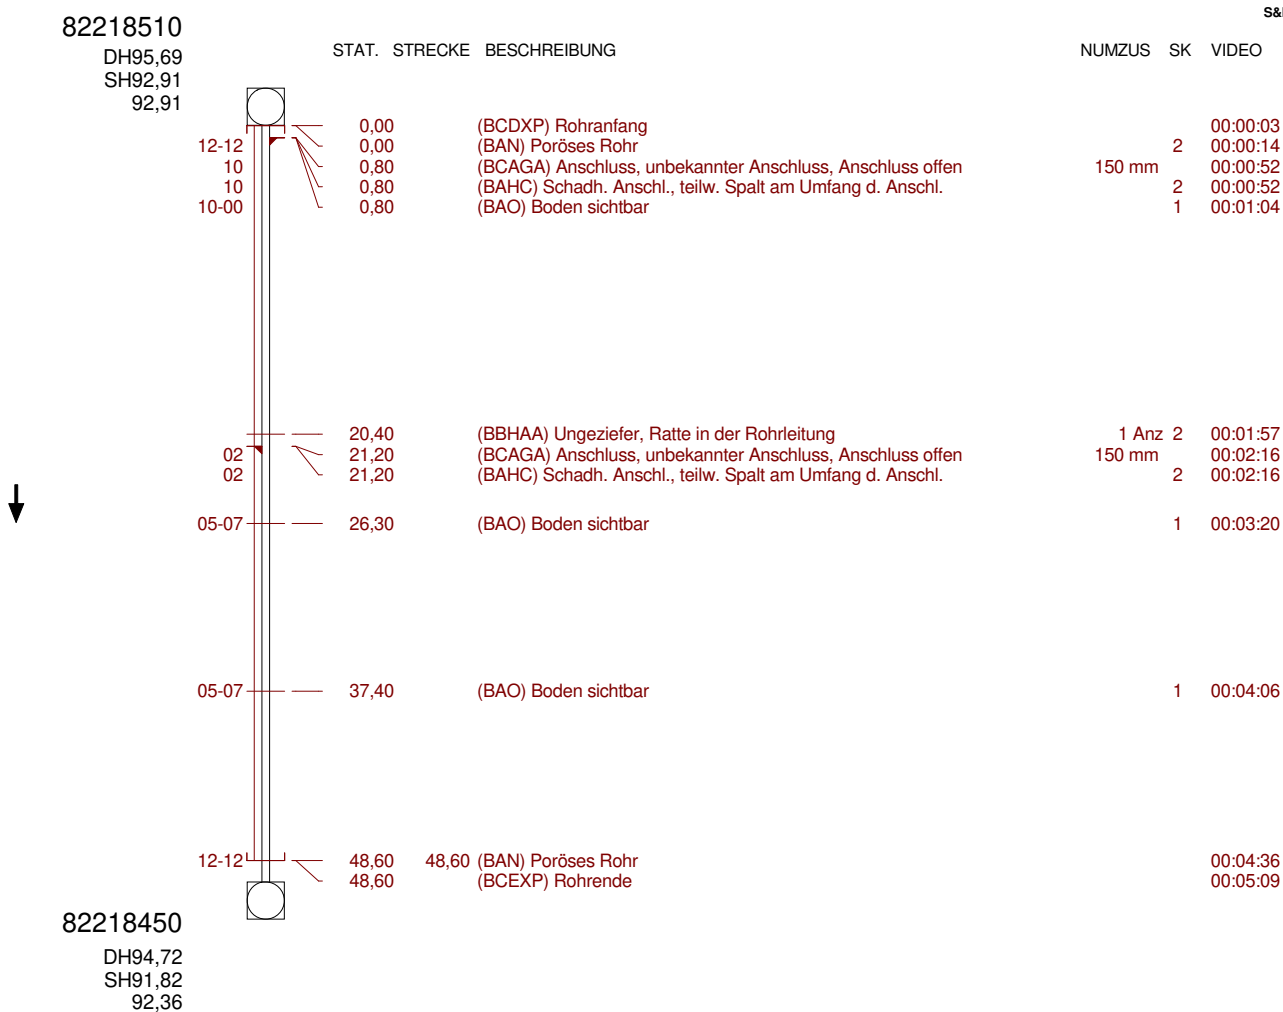 S&
82218510
DH95,69
SH92,91
92,91
STAT. STRECKE BESCHREIBUNG NUMZUS SK VIDEO
0,00 (BCDXP) Rohranfang 00:00:03
12-12 0,00 (BAN) Poröses Rohr 2 00:00:14
10 0,80 (BCAGA) Anschluss, unbekannter Anschluss, Anschluss offen 150 mm 00:00:52
10 0,80 (BAHC) Schadh. Anschl., teilw. Spalt am Umfang d. Anschl. 2 00:00:52
10-00 0,80 (BAO) Boden sichtbar 1 00:01:04
20,40 (BBHAA) Ungeziefer, Ratte in der Rohrleitung 1 Anz 2 00:01:57
02 21,20 (BCAGA) Anschluss, unbekannter Anschluss, Anschluss offen 150 mm 00:02:16
02 21,20 (BAHC) Schadh. Anschl., teilw. Spalt am Umfang d. Anschl. 2 00:02:16
05-07 26,30 (BAO) Boden sichtbar 1 00:03:20
05-07 37,40 (BAO) Boden sichtbar 1 00:04:06
12-12 48,60 48,60 (BAN) Poröses Rohr 00:04:36
48,60 (BCEXP) Rohrende 00:05:09
82218450
DH94,72
SH91,82
92,36